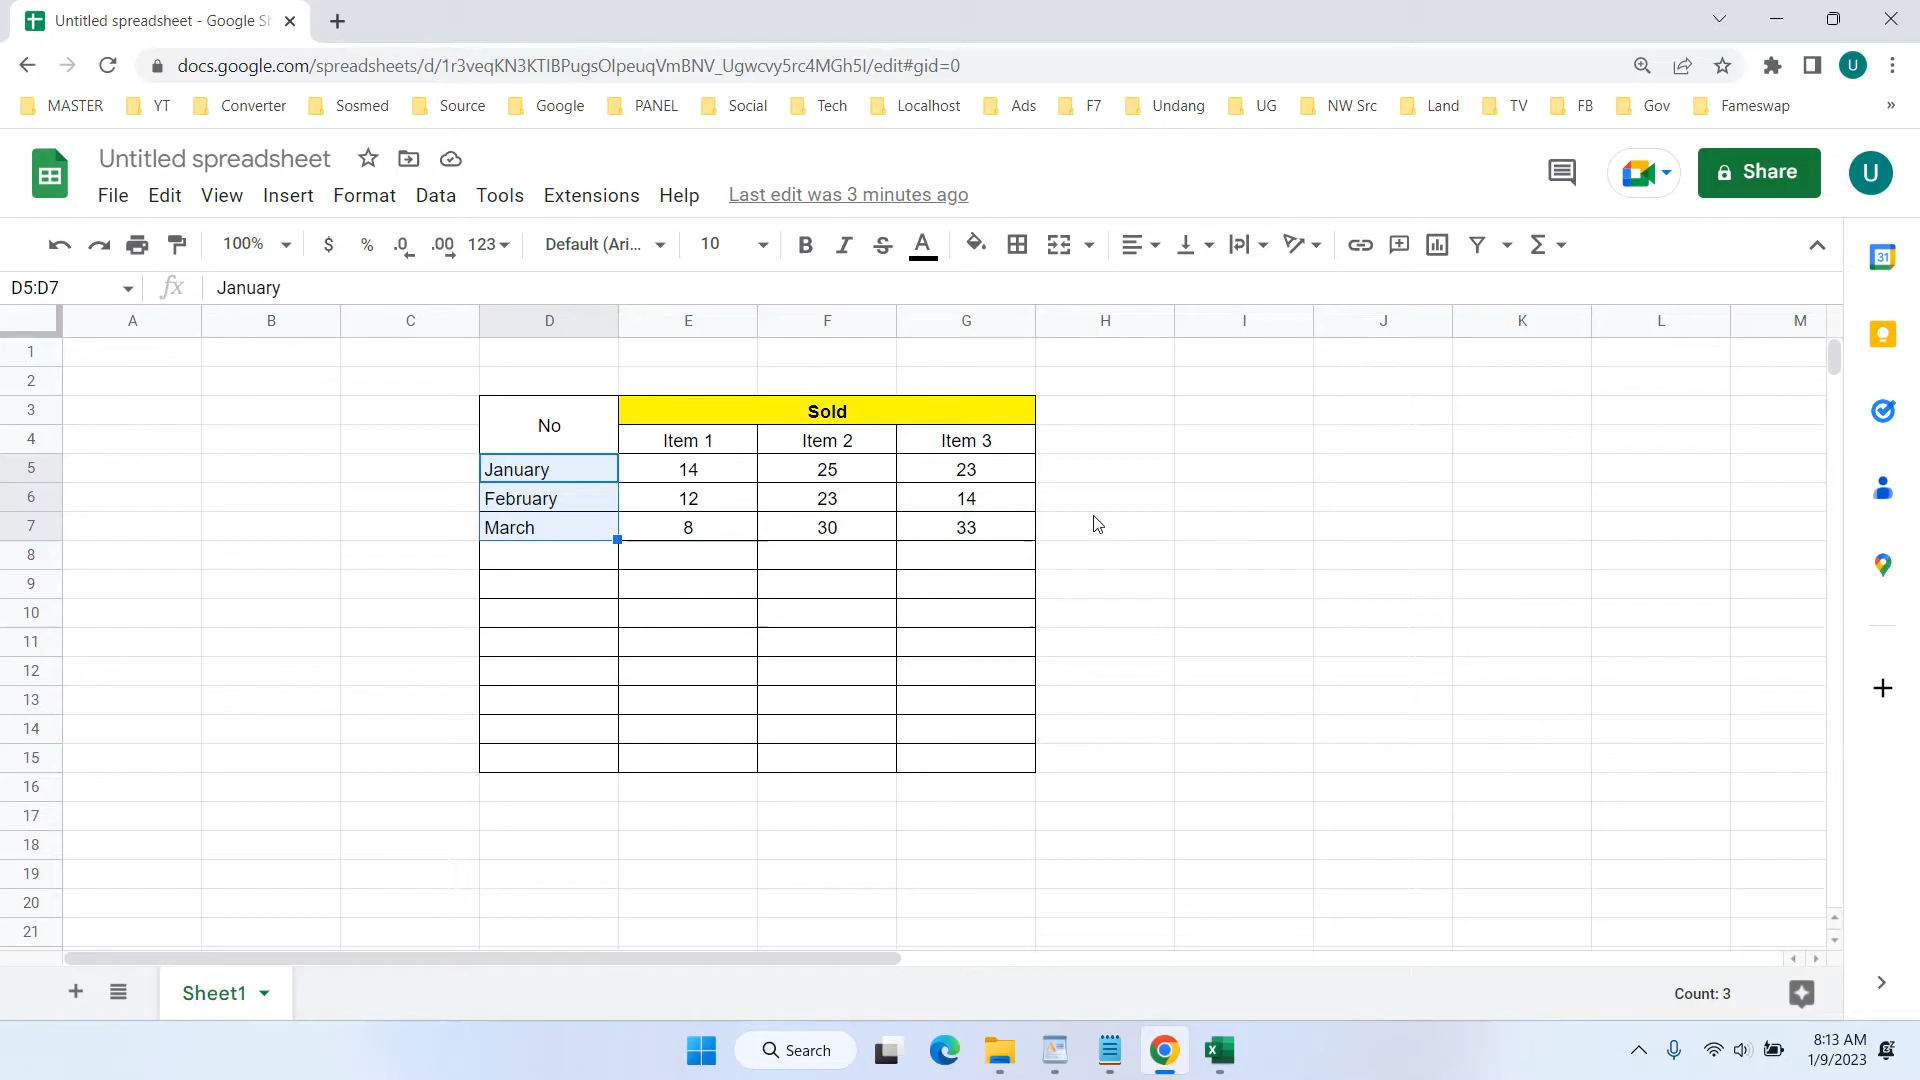 Untitled spreadsheet - Google Sh
docs.google.com/spreadsheets/d/1r3veqKN3KTIBPugsOIpeuqVmBNV_Ugwcvy5rc4MGh5I/edit#gid=0
U
MASTER YT Converter Sosmed Source Google PANEL Social Tech Localhost Ads F7 Undang UG NW Src Land TV FB Gov Fameswap »
Untitled spreadsheet
Share
U
File Edit View Insert Format Data Tools Extensions Help Last edit was 3 minutes ago
100% $ % .0 .00 123 Default (Ari... 10 B I S A Σ
31
D5:D7 fx January
A B C D E F G H I J K L M
1
2
3 No Sold
4 Item 1 Item 2 Item 3
5 January 14 25 23
6 February 12 23 14
7 March 8 30 33
8
9
10
11
12
13
14
15
16
17
18
19
20
21
Sheet1 Count: 3
Search
8:13 AM
1/9/2023